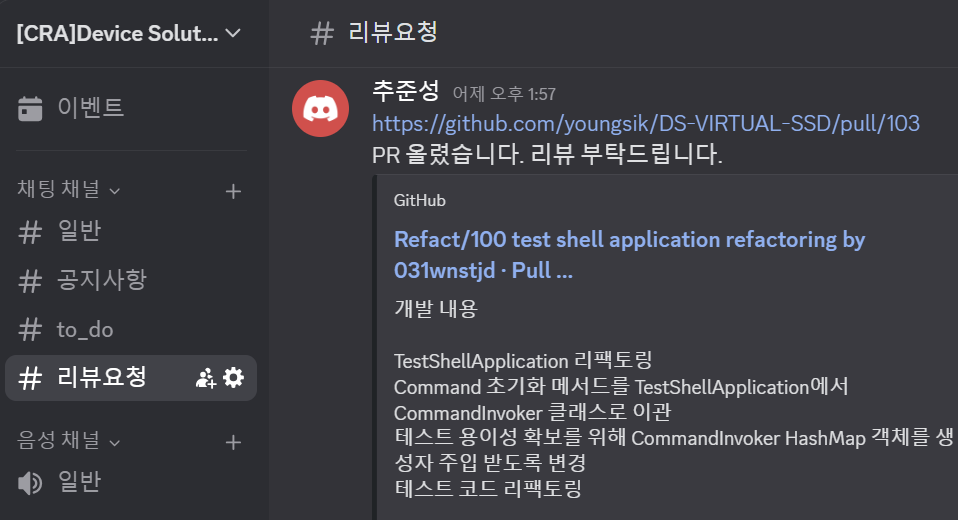 [CRA]Device Solut...
이벤트
채팅 채널
일반
공지사항
to_do
리뷰요청
음성 채널
일반
# 리뷰요청
추준성 어제 오후 1:57
https://github.com/youngsik/DS-VIRTUAL-SSD/pull/103
PR 올렸습니다. 리뷰 부탁드립니다.
GitHub
Refact/100 test shell application refactoring by
031wnstjd · Pull ...
개발 내용
TestShellApplication 리팩토링
Command 초기화 메서드를 TestShellApplication에서
CommandInvoker 클래스로 이관
테스트 용이성 확보를 위해 CommandInvoker HashMap 객체를 생
성자 주입 받도록 변경
테스트 코드 리팩토링